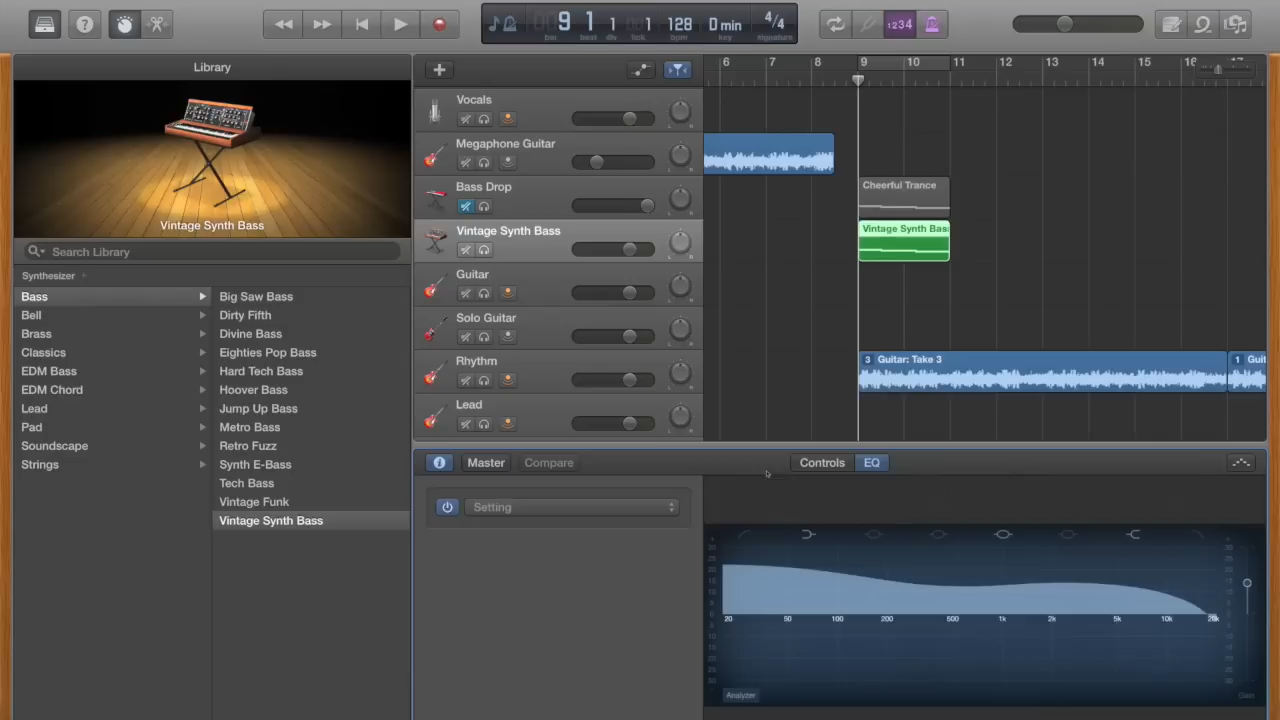 ? 1234
9 1 1 1 128 D min 4/4
bar beat div tick bpm key signature
Library
Vintage Synth Bass
Search Library
Synthesizer
Bass
Bell
Brass
Classics
EDM Bass
EDM Chord
Lead
Pad
Soundscape
Strings
Big Saw Bass
Dirty Fifth
Divine Bass
Eighties Pop Bass
Hard Tech Bass
Hoover Bass
Jump Up Bass
Metro Bass
Retro Fuzz
Synth E-Bass
Tech Bass
Vintage Funk
Vintage Synth Bass
6 7 8 9 10 11 12 13 14 15 16 17
Vocals
Megaphone Guitar
Bass Drop
Vintage Synth Bass
Guitar
Solo Guitar
Rhythm
Lead
Cheerful Trance
Vintage Synth Bass
3 Guitar: Take 3
1 Guit
Master Compare Controls EQ
Setting
20 50 100 200 500 1k 2k 5k 10k 20k
Analyzer
Gain